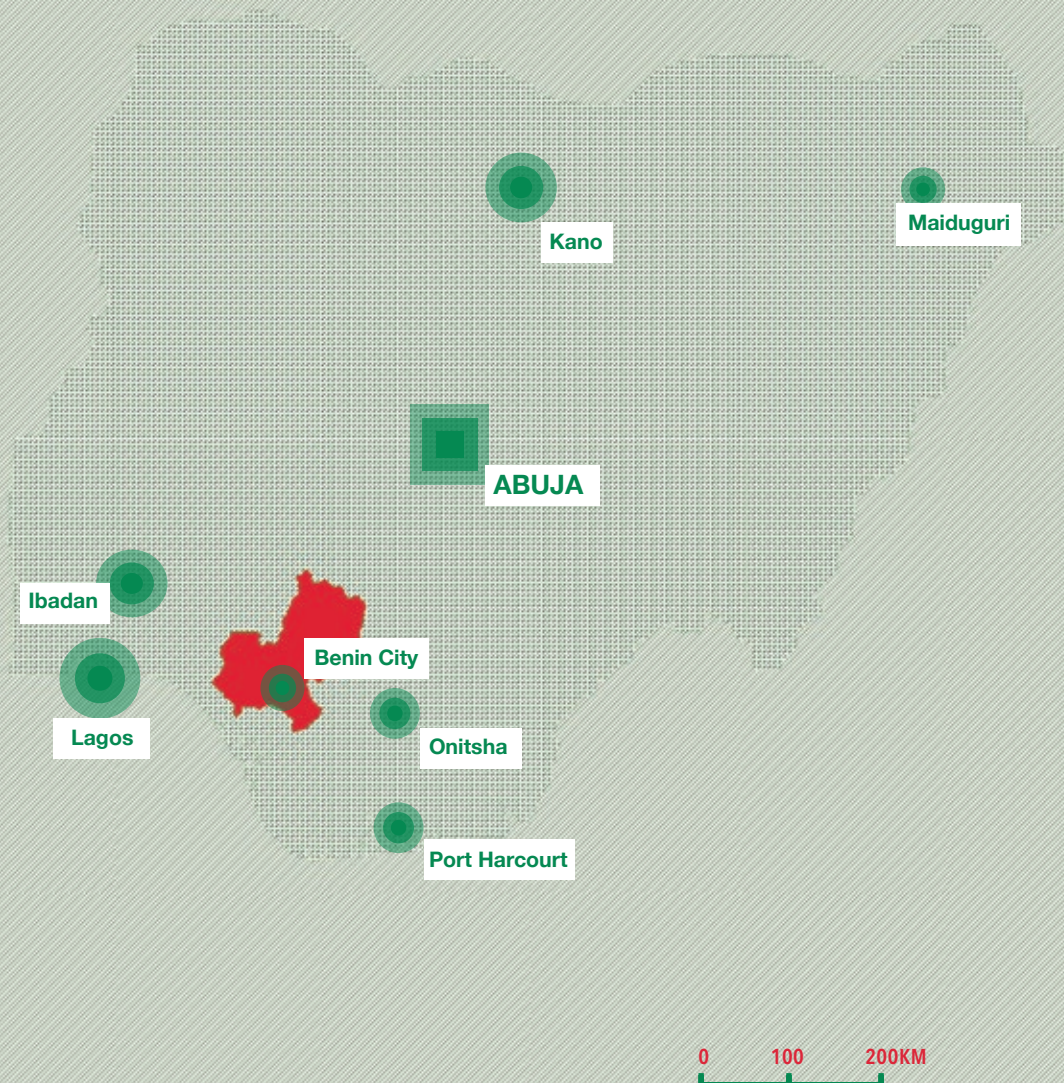 Maiduguri
Kano
ABUJA
Ibadan
Benin City
Lagos
Onitsha
Port Harcourt
0 100 200KM